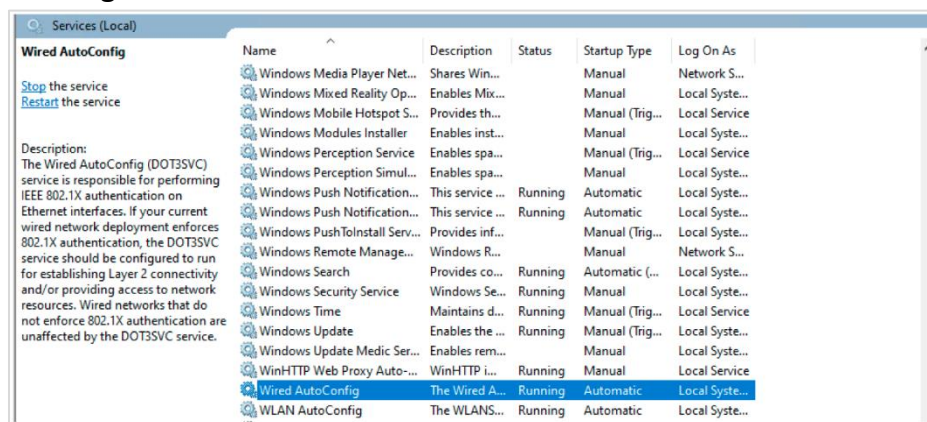 Services (Local)
Wired AutoConfig
Stop the service
Restart the service
Description:
The Wired AutoConfig (DOT3SVC)
service is responsible for performing
IEEE 802.1X authentication on
Ethernet interfaces. If your current
wired network deployment enforces
802.1X authentication, the DOT3SVC
service should be configured to run
for establishing Layer 2 connectivity
and/or providing access to network
resources. Wired networks that do
not enforce 802.1X authentication are
unaffected by the DOT3SVC service.
Name Description Status Startup Type Log On As
Windows Media Player Net... Shares Win... Manual Network S...
Windows Mixed Reality Op... Enables Mix... Manual Local Syste...
Windows Mobile Hotspot S... Provides th... Manual (Trig... Local Service
Windows Modules Installer Enables inst... Manual Local Syste...
Windows Perception Service Enables spa... Manual (Trig... Local Service
Windows Perception Simul... Enables spa... Manual Local Syste...
Windows Push Notification... This service ... Running Automatic Local Syste...
Windows Push Notification... This service ... Running Automatic Local Syste...
Windows PushToInstall Serv... Provides inf... Manual (Trig... Local Syste...
Windows Remote Manage... Windows R... Manual Network S...
Windows Search Provides co... Running Automatic (... Local Syste...
Windows Security Service Windows Se... Running Manual Local Syste...
Windows Time Maintains d... Running Manual (Trig... Local Service
Windows Update Enables the ... Running Manual (Trig... Local Syste...
Windows Update Medic Ser... Enables rem... Manual Local Syste...
WinHTTP Web Proxy Auto-... WinHTTP i... Running Manual Local Service
Wired AutoConfig The Wired A... Running Automatic Local Syste...
WLAN AutoConfig The WLANS... Running Automatic Local Syste...